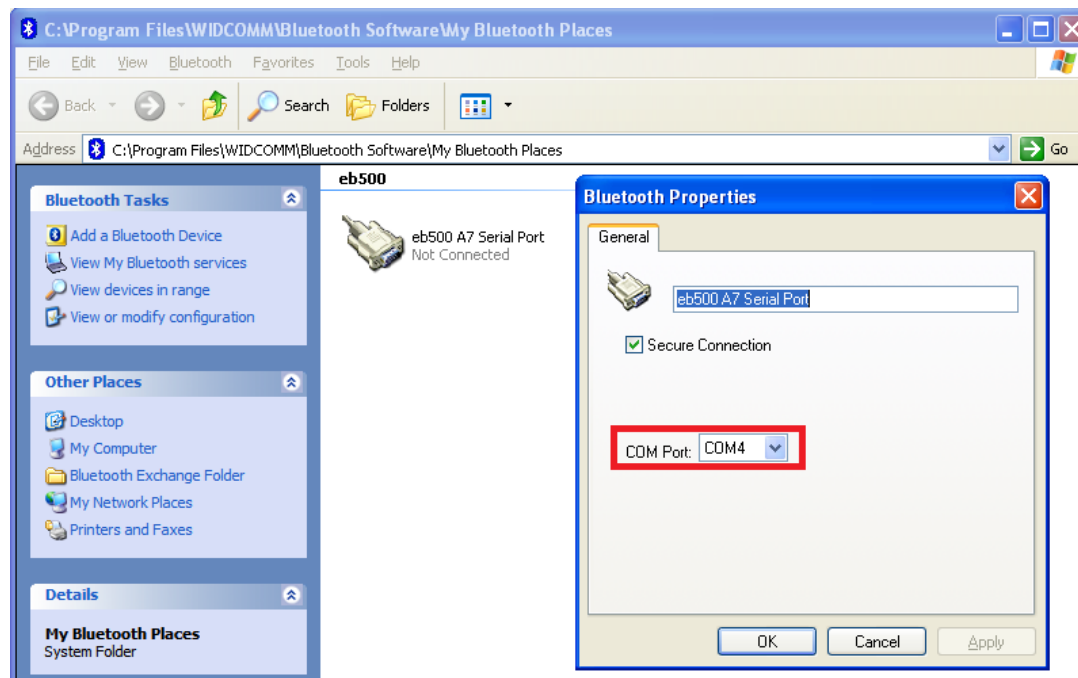 C:\Program Files\WIDCOMM\Bluetooth Software\My Bluetooth Places
File Edit View Bluetooth Favorites Tools Help
Back Search Folders
Address C:\Program Files\WIDCOMM\Bluetooth Software\My Bluetooth Places Go
Bluetooth Tasks
Add a Bluetooth Device
View My Bluetooth services
View devices in range
View or modify configuration
Other Places
Desktop
My Computer
Bluetooth Exchange Folder
My Network Places
Printers and Faxes
Details
My Bluetooth Places
System Folder
eb500
eb500 A7 Serial Port
Not Connected
Bluetooth Properties
General
eb500 A7 Serial Port
Secure Connection
COM Port: COM4
OK Cancel Apply